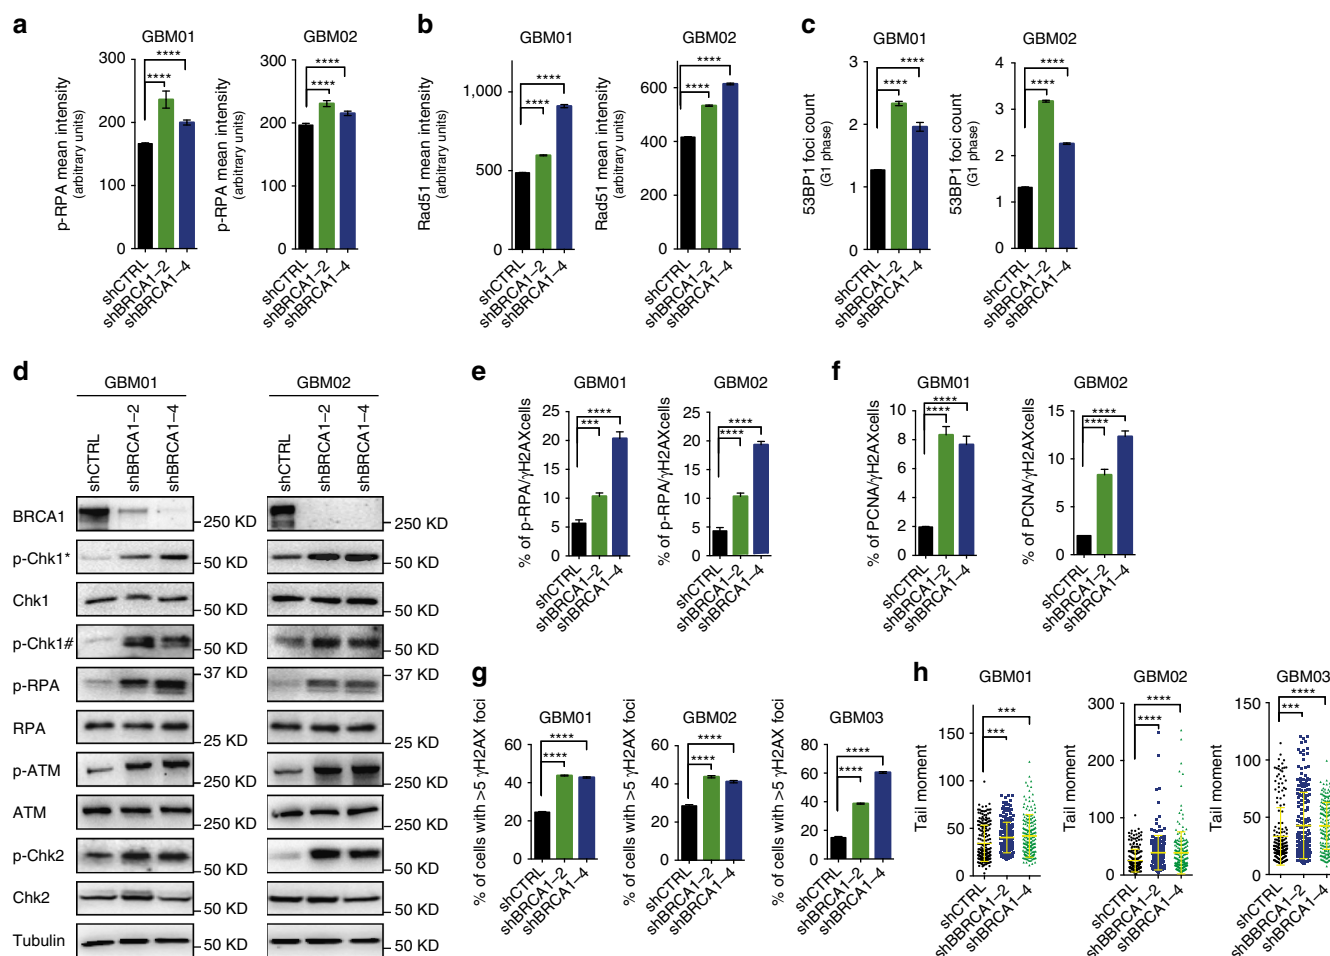 a
GBM01
p-RPA mean intensity
(arbitrary units)
300
200
100
0
****
****
shCTRL
shBRCA1–2
shBRCA1–4
GBM02
p-RPA mean intensity
(arbitrary units)
300
200
100
0
****
****
shCTRL
shBRCA1–2
shBRCA1–4
b
GBM01
Rad51 mean intensity
(arbitrary units)
1,000
500
0
****
****
shCTRL
shBRCA1–2
shBRCA1–4
GBM02
Rad51 mean intensity
(arbitrary units)
600
400
200
0
****
****
shCTRL
shBRCA1–2
shBRCA1–4
c
GBM01
53BP1 foci count
(G1 phase)
3
2
1
0
****
****
shCTRL
shBRCA1–2
shBRCA1–4
GBM02
53BP1 foci count
(G1 phase)
4
3
2
1
0
****
****
shCTRL
shBRCA1–2
shBRCA1–4
d
GBM01
GBM02
shCTRL
shBRCA1–2
shBRCA1–4
shCTRL
shBRCA1–2
shBRCA1–4
BRCA1
250 KD
250 KD
p-Chk1*
50 KD
50 KD
Chk1
50 KD
50 KD
p-Chk1#
50 KD
50 KD
p-RPA
37 KD
37 KD
RPA
25 KD
25 KD
p-ATM
250 KD
250 KD
ATM
250 KD
250 KD
p-Chk2
50 KD
50 KD
Chk2
50 KD
50 KD
Tubulin
50 KD
50 KD
e
GBM01
% of p-RPA/γH2AXcells
25
20
15
10
5
0
****
***
shCTRL
shBRCA1–2
shBRCA1–4
GBM02
% of p-RPA/γH2AXcells
25
20
15
10
5
0
****
****
shCTRL
shBRCA1–2
shBRCA1–4
f
GBM01
% of PCNA/γH2AXcells
10
8
6
4
2
0
****
****
shCTRL
shBRCA1–2
shBRCA1–4
GBM02
% of PCNA/γH2AXcells
15
10
5
0
****
****
shCTRL
shBRCA1–2
shBRCA1–4
g
GBM01
% of cells with >5 γH2AX foci
60
40
20
0
****
****
shCTRL
shBRCA1–2
shBRCA1–4
GBM02
% of cells with >5 γH2AX foci
60
40
20
0
****
****
shCTRL
shBRCA1–2
shBRCA1–4
GBM03
% of cells with >5 γH2AX foci
60
40
20
0
****
****
shCTRL
shBRCA1–2
shBRCA1–4
h
GBM01
Tail moment
150
100
50
0
***
***
shCTRL
shBBRCA1–2
shBRCA1–4
GBM02
Tail moment
300
200
100
0
****
****
shCTRL
shBBRCA1–2
shBRCA1–4
GBM03
Tail moment
150
100
50
0
****
***
shCTRL
shBBRCA1–2
shBRCA1–4